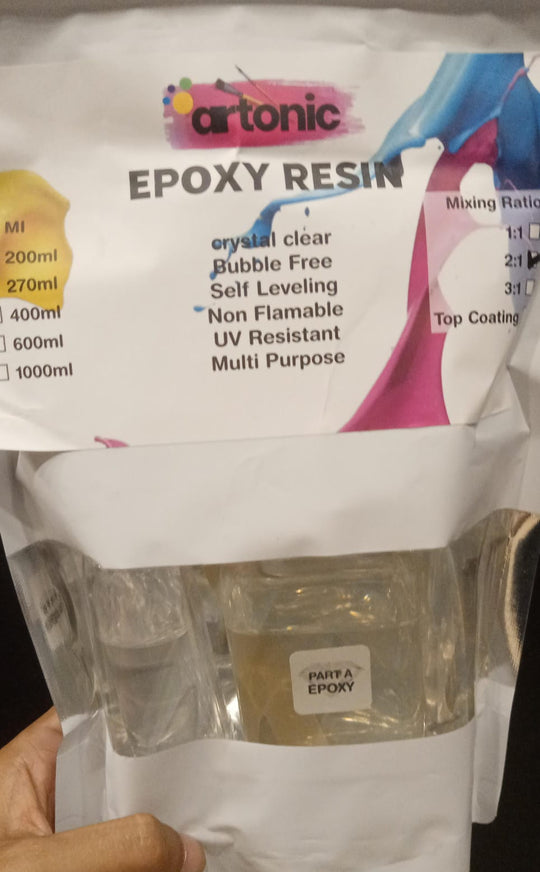 artonic
EPOXY RESIN
Ml
200ml
270ml
400ml
600ml
1000ml
crystal clear
Bubble Free
Self Leveling
Non Flamable
UV Resistant
Multi Purpose
Mixing Ratio
1:1
2:1
3:1
Top Coating
PART A
EPOXY